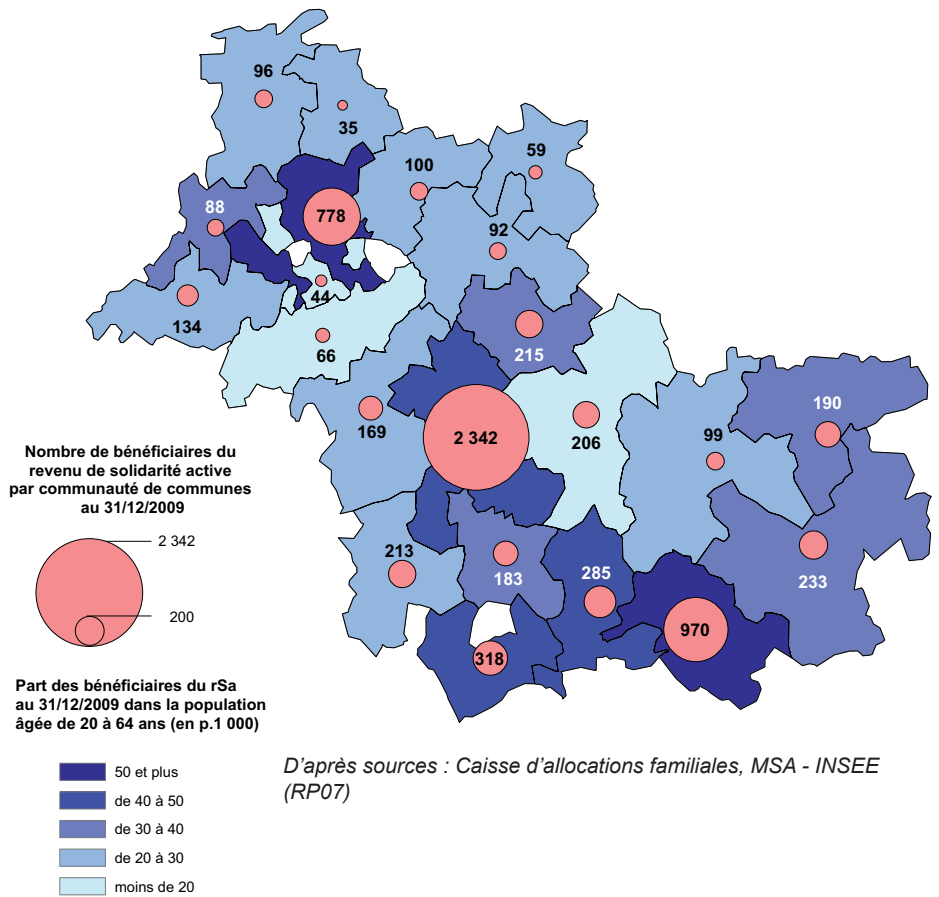 96
35
100
59
88
778
92
44
134
66
215
169
2 342
206
99
190
213
183
285
233
970
318
Nombre de bénéficiaires du
revenu de solidarité active
par communauté de communes
au 31/12/2009
2 342
200
Part des bénéficiaires du rSa
au 31/12/2009 dans la population
âgée de 20 à 64 ans (en p.1 000)
50 et plus
de 40 à 50
de 30 à 40
de 20 à 30
moins de 20
D'après sources : Caisse d'allocations familiales, MSA - INSEE
(RP07)